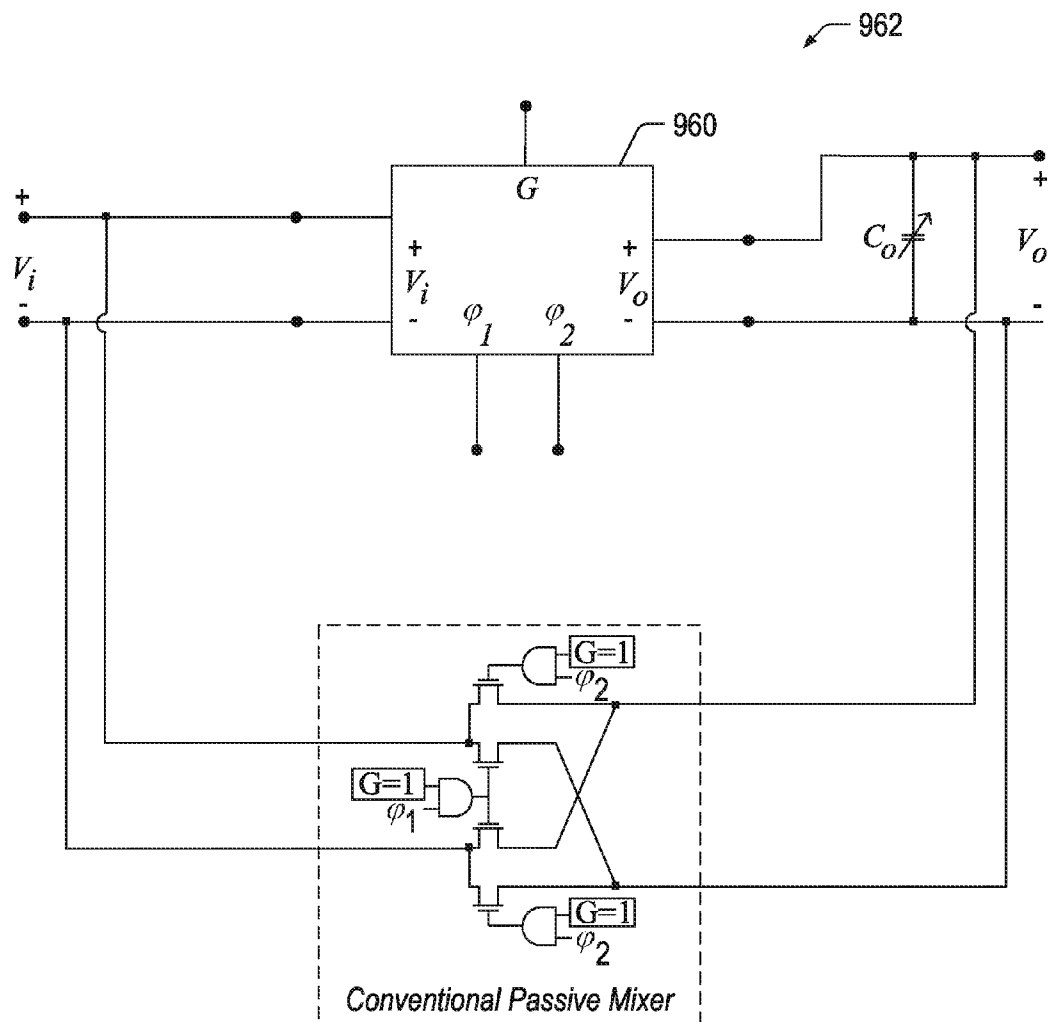 962
960
G
+
+
+
+
V_i
V_i
V_o
C_o
V_o
-
-
-
-
φ_1
φ_2
G=1
φ_2
G=1
φ_1
G=1
φ_2
Conventional Passive Mixer